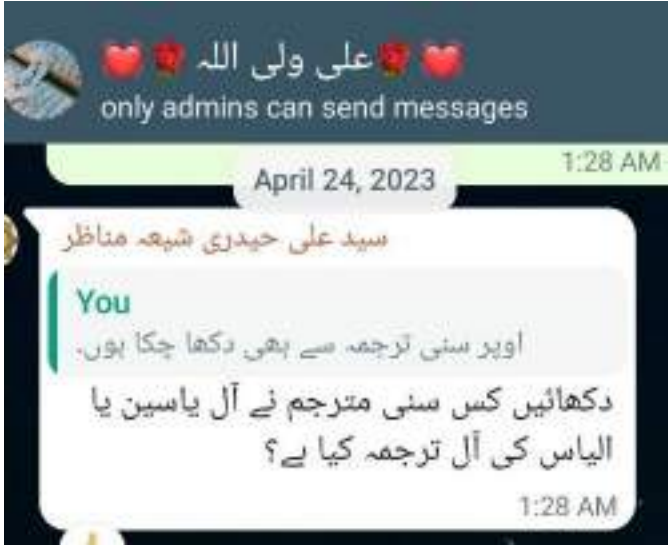 ❤️🌹علی ولی اللہ🌹❤️
only admins can send messages
1:28 AM
April 24, 2023
سید علی حیدری شیعہ مناظر
You
اوپر سنی ترجمہ سے بھی دکھا چکا ہوں۔
دکھائیں کس سنی مترجم نے آل یاسین یا
الیاس کی آل ترجمہ کیا ہے؟
1:28 AM